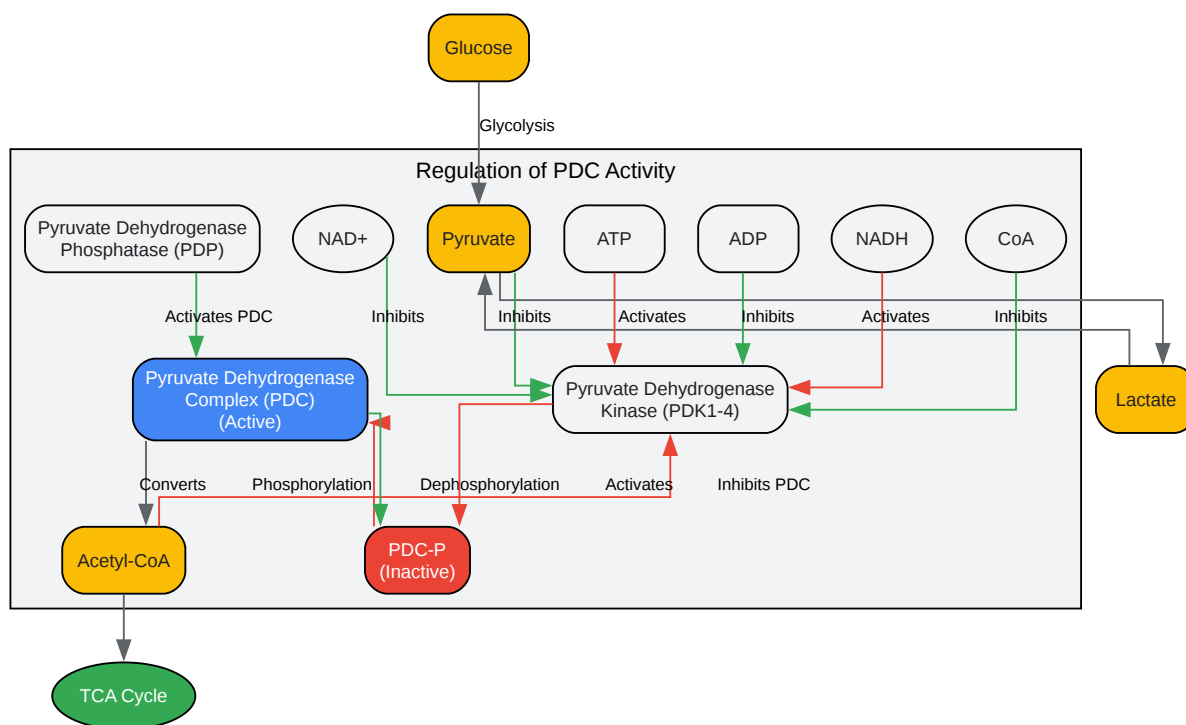 Glucose
Glycolysis
Regulation of PDC Activity
Pyruvate Dehydrogenase
Phosphatase (PDP)
NAD+
Pyruvate
ATP
ADP
NADH
CoA
Activates PDC
Inhibits
Inhibits
Activates
Inhibits
Activates
Inhibits
Pyruvate Dehydrogenase
Complex (PDC)
(Active)
Pyruvate Dehydrogenase
Kinase (PDK1-4)
Lactate
Converts
Phosphorylation
Dephosphorylation
Activates
Inhibits PDC
Acetyl-CoA
PDC-P
(Inactive)
TCA Cycle